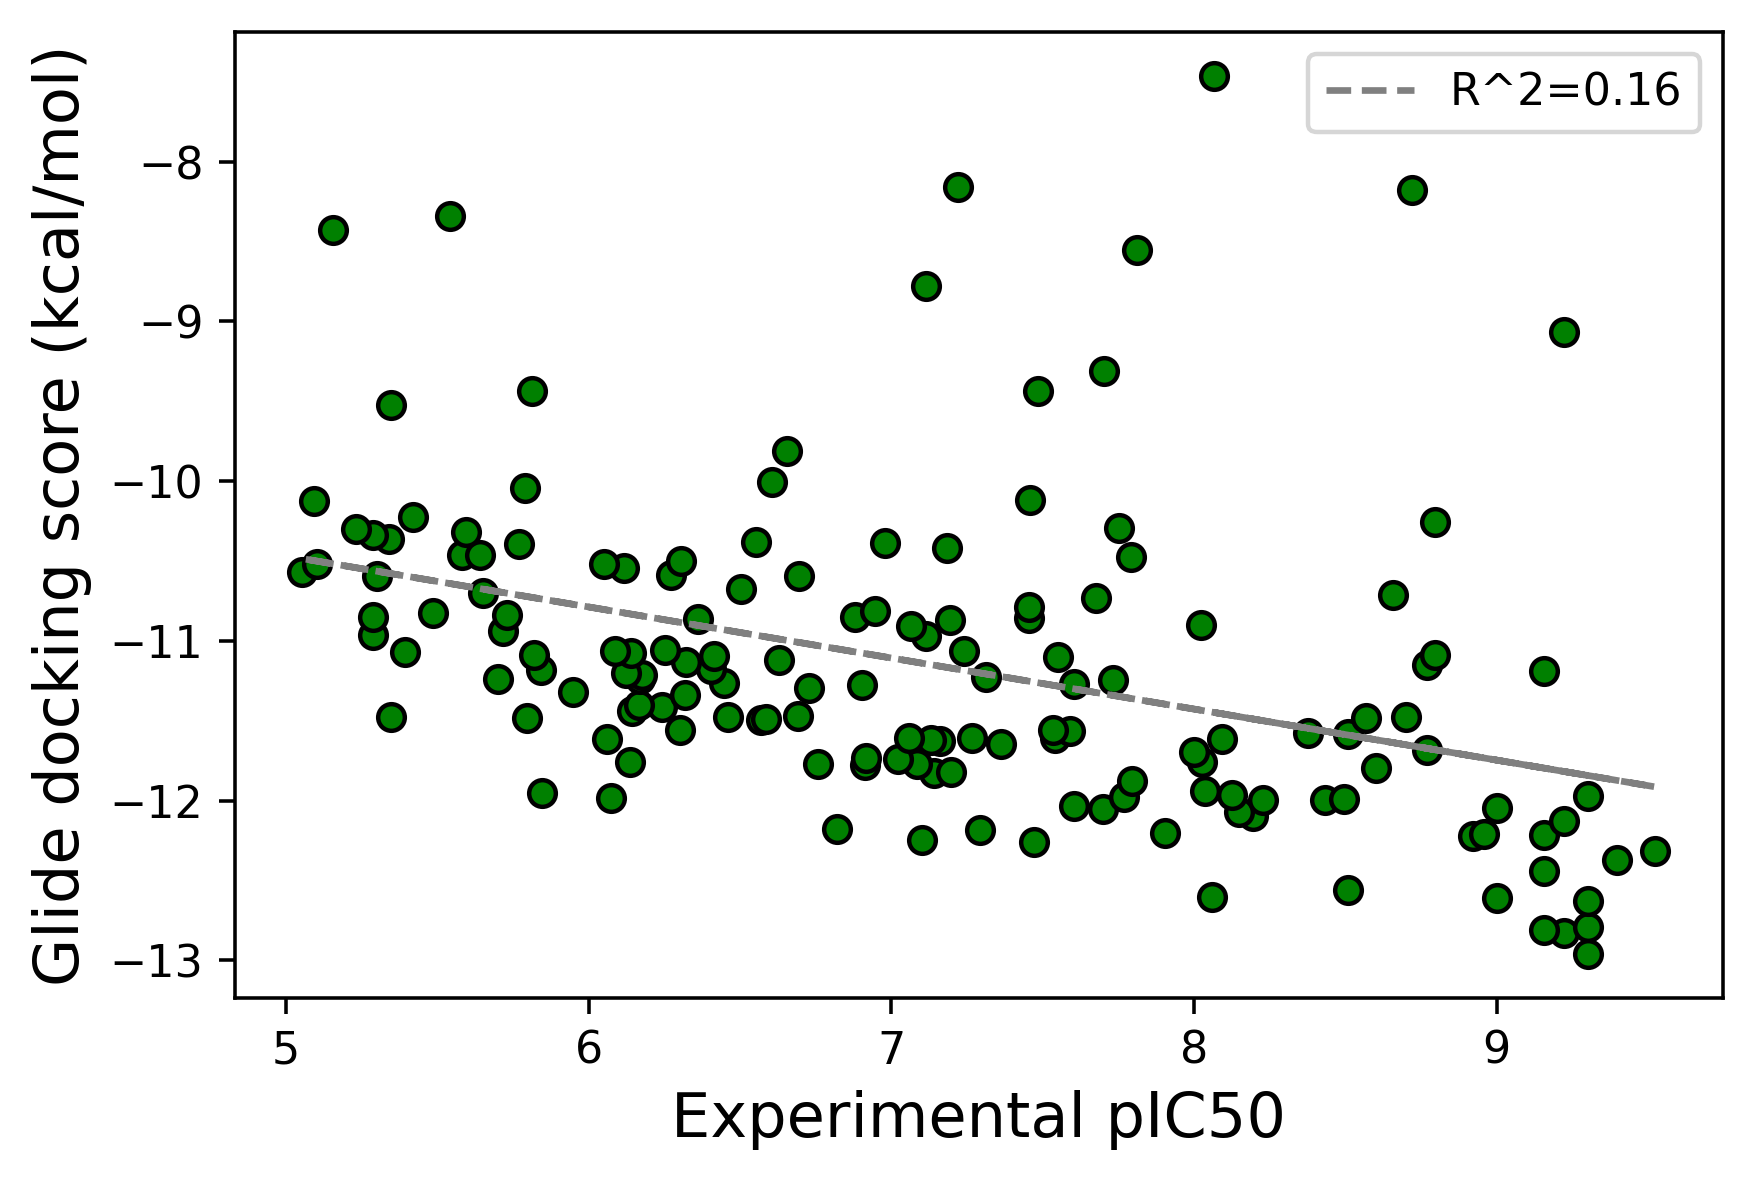 R^2=0.16
Glide docking score (kcal/mol)
−8
−9
−10
−11
−12
−13
5 6 7 8 9
Experimental pIC50